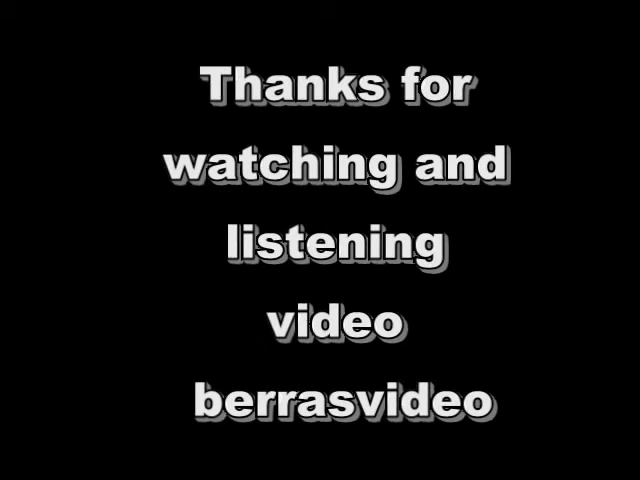 Thanks for
watching and
listening
video
berrasvideo